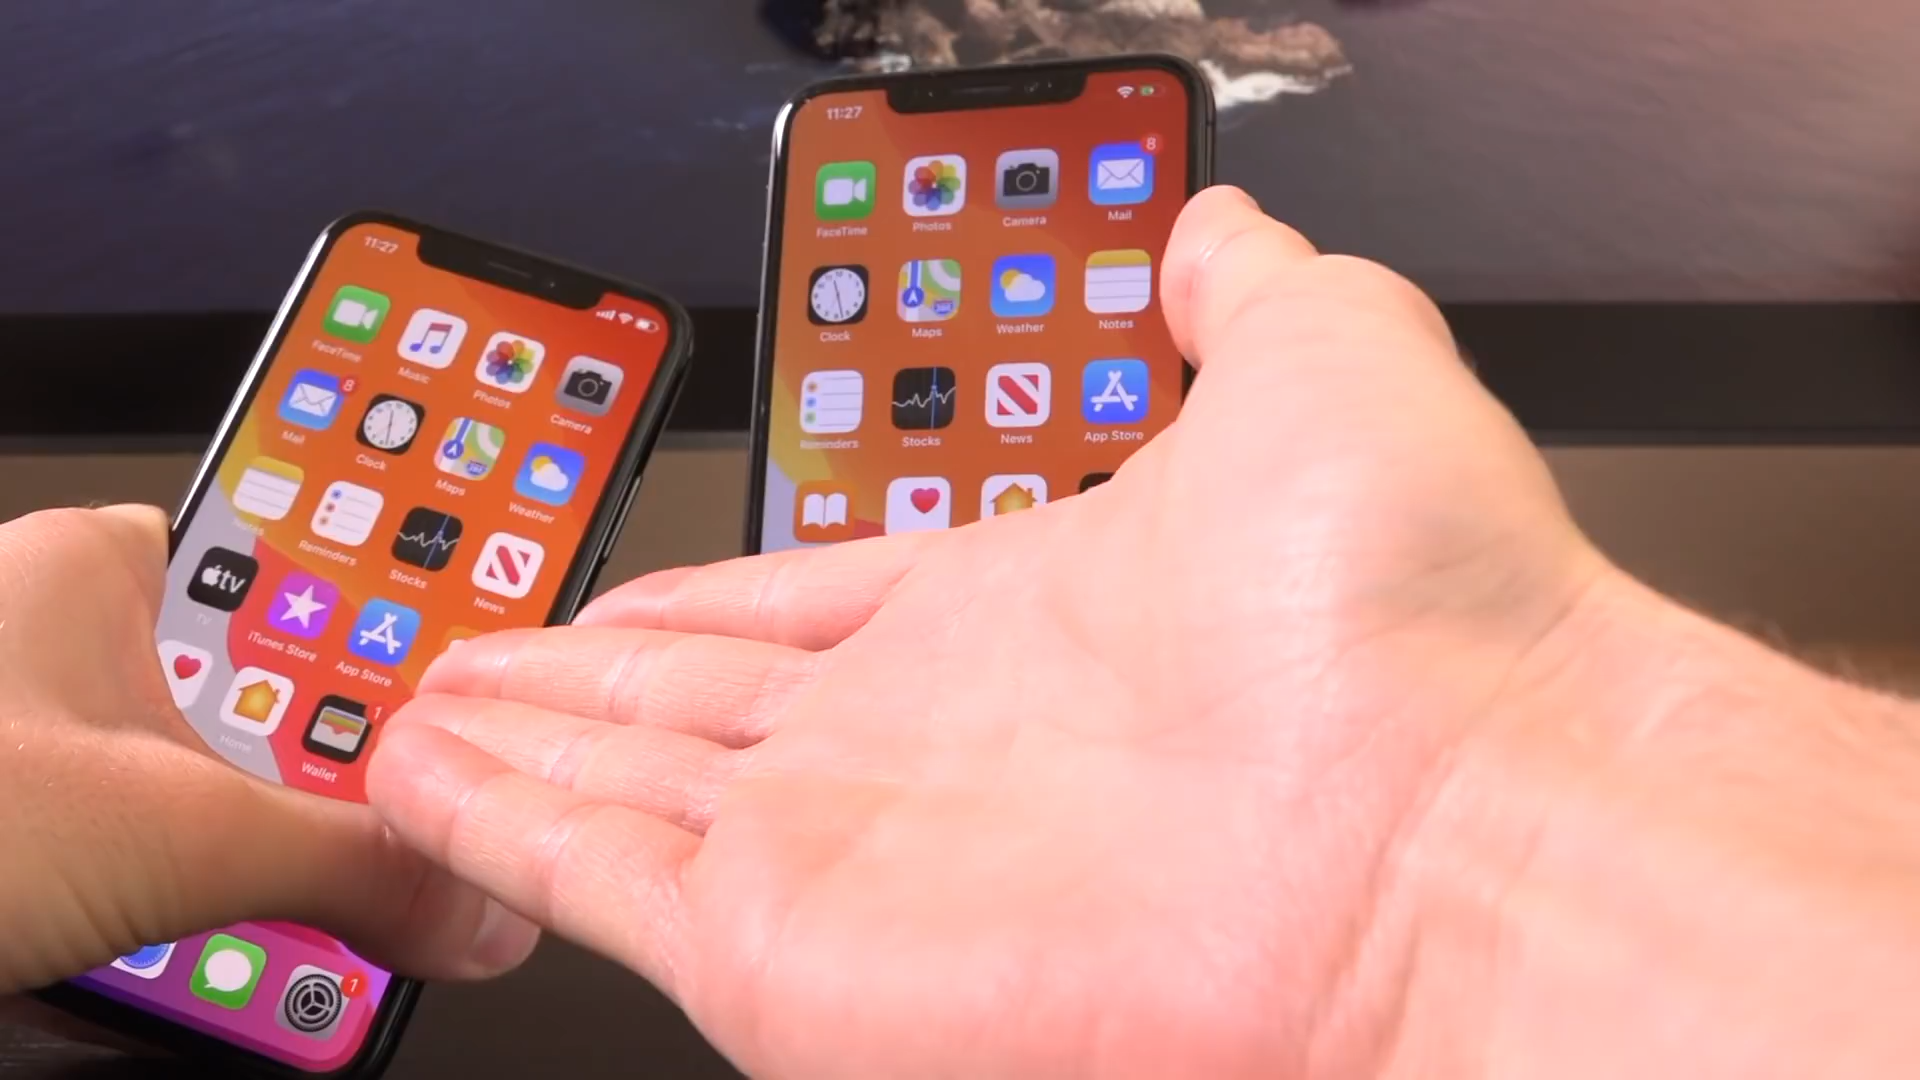 11:27
FaceTime
Music
Photos
Camera
8
Mail
Clock
Maps
Weather
Notes
Reminders
Stocks
News
tv
TV
iTunes Store
App Store
Home
1
Wallet
1
11:27
8
FaceTime
Photos
Camera
Mail
Clock
Maps
Weather
Notes
Reminders
Stocks
News
App Store